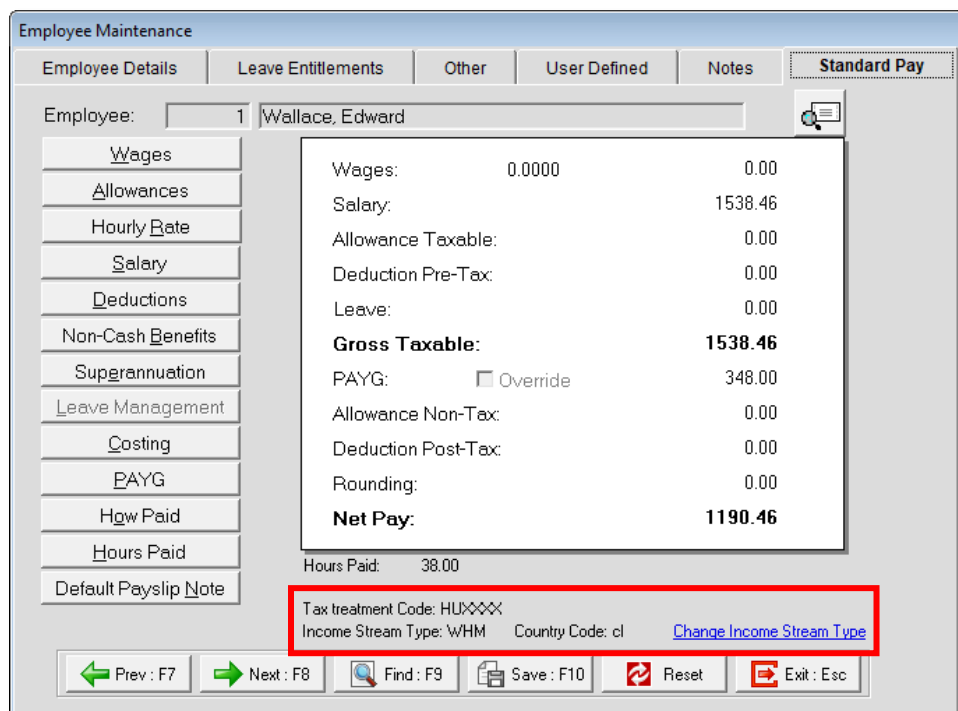 Employee Maintenance
Employee Details Leave Entitlements Other User Defined Notes Standard Pay
Employee: 1 Wallace, Edward
Wages
Allowances
Hourly Rate
Salary
Deductions
Non-Cash Benefits
Superannuation
Leave Management
Costing
PAYG
How Paid
Hours Paid
Default Payslip Note
Wages: 0.0000 0.00
Salary: 1538.46
Allowance Taxable: 0.00
Deduction Pre-Tax: 0.00
Leave: 0.00
Gross Taxable: 1538.46
PAYG: Override 348.00
Allowance Non-Tax: 0.00
Deduction Post-Tax: 0.00
Rounding: 0.00
Net Pay: 1190.46
Hours Paid: 38.00
Tax treatment Code: HUXXXX
Income Stream Type: WHM Country Code: cl Change Income Stream Type
Prev : F7 Next : F8 Find : F9 Save : F10 Reset Exit : Esc